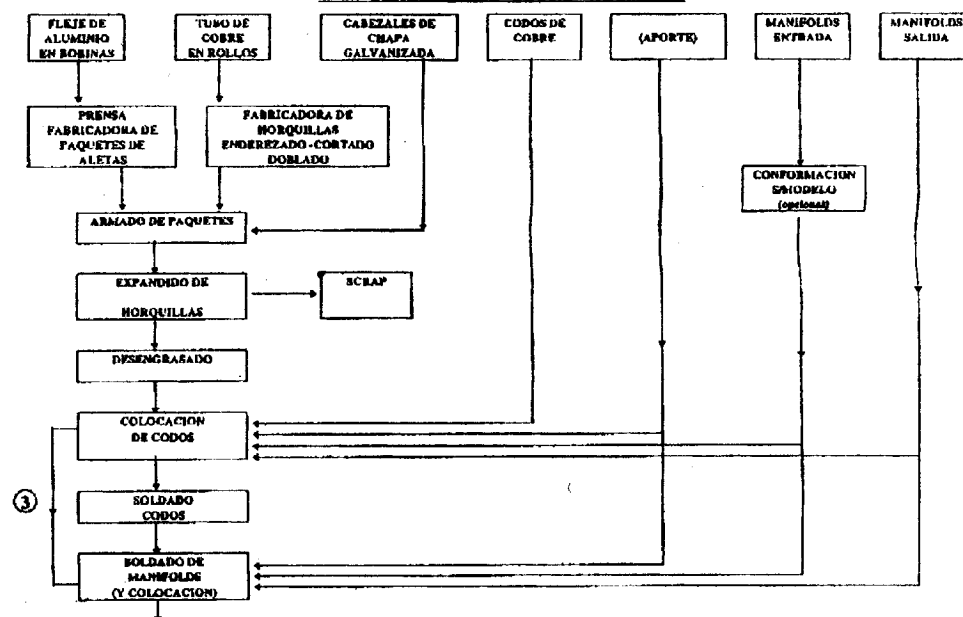 FLEJE DE
ALUMINIO
EN BOBINAS
TUBO DE
COBRE
EN ROLLOS
CABEZALES DE
CHAPA
GALVANIZADA
CODOS DE
COBRE
(APORTE)
MANIFOLDS
ENTRADA
MANIFOLDS
SALIDA
PRENSA
FABRICADORA DE
PAQUETES DE
ALETAS
FABRICADORA DE
HORQUILLAS
ENDEREZADO - CORTADO
DOBLADO
CONFORMACION
S/MODELO
(opcional)
ARMADO DE PAQUETES
EXPANDIDO DE
HORQUILLAS
SCRAP
DESENGRASADO
COLOCACION
DE CODOS
3
SOLDADO
CODOS
SOLDADO DE
MANIFOLDS
(Y COLOCACION)